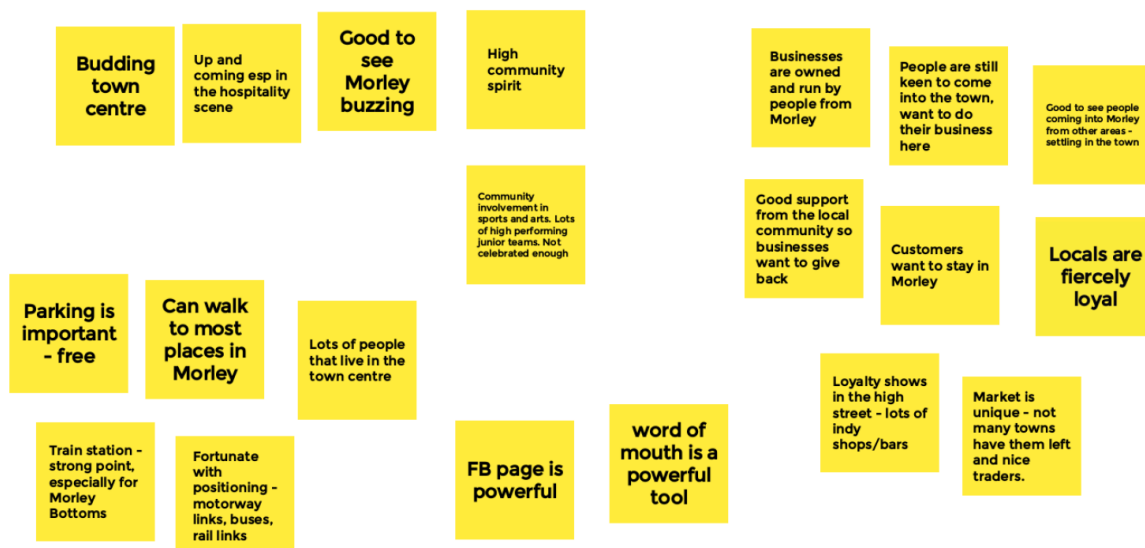 Budding
town
centre
Up and
coming esp in
the hospitality
scene
Good to
see
Morley
buzzing
High
community
spirit
Community
involvement in
sports and arts. Lots
of high performing
junior teams. Not
celebrated enough
Businesses
are owned
and run by
people from
Morley
People are still
keen to come
into the town,
want to do
their business
here
Good to see people
coming into Morley
from other areas -
settling in the town
Good support
from the local
community so
businesses
want to give
back
Customers
want to stay in
Morley
Locals are
fiercely
loyal
Loyalty shows
in the high
street - lots of
indy
shops/bars
Market is
unique - not
many towns
have them left
and nice
traders.
Parking is
important
- free
Can walk
to most
places in
Morley
Lots of people
that live in the
town centre
Train station -
strong point,
especially for
Morley
Bottoms
Fortunate
with
positioning -
motorway
links, buses,
rail links
FB page is
powerful
word of
mouth is a
powerful
tool